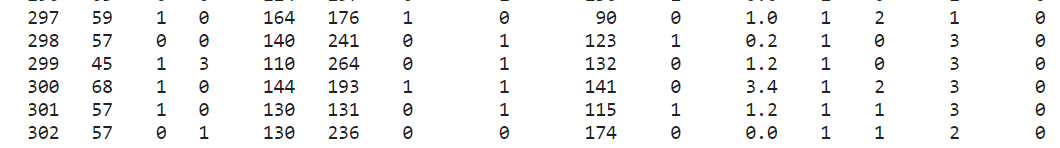 297 59 1 0 164 176 1 0 90 0 1.0 1 2 1 0
298 57 0 0 140 241 0 1 123 1 0.2 1 0 3 0
299 45 1 3 110 264 0 1 132 0 1.2 1 0 3 0
300 68 1 0 144 193 1 1 141 0 3.4 1 2 3 0
301 57 1 0 130 131 0 1 115 1 1.2 1 1 3 0
302 57 0 1 130 236 0 0 174 0 0.0 1 1 2 0